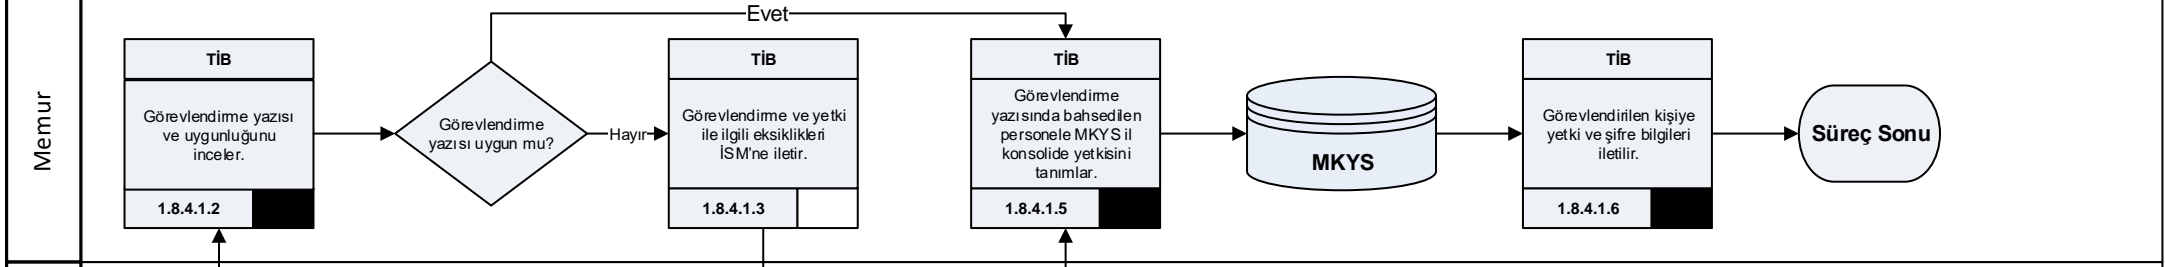 Memur
TİB
Görevlendirme yazısı
ve uygunluğunu
inceler.
1.8.4.1.2
Görevlendirme
yazısı uygun mu?
Evet
Hayır
TİB
Görevlendirme ve yetki
ile ilgili eksiklikleri
İSM'ne iletir.
1.8.4.1.3
TİB
Görevlendirme
yazısında bahsedilen
personele MKYS il
konsolide yetkisini
tanımlar.
1.8.4.1.5
MKYS
TİB
Görevlendirilen kişiye
yetki ve şifre bilgileri
iletilir.
1.8.4.1.6
Süreç Sonu